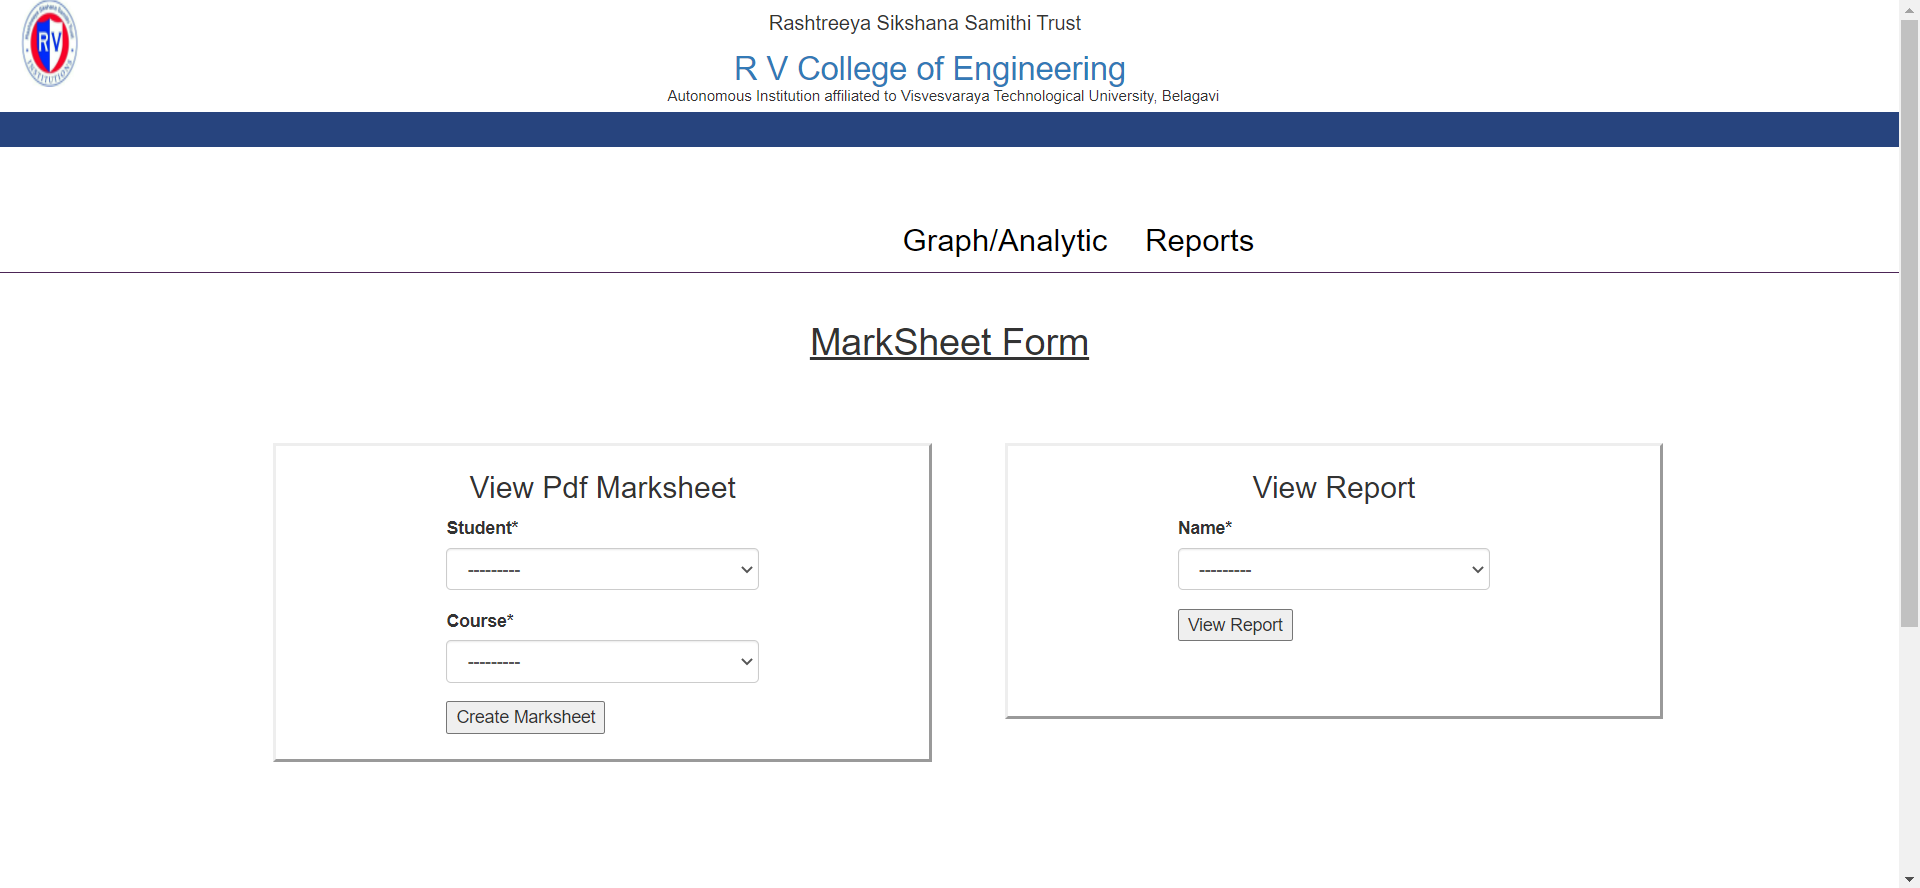 Rashtreeya Sikshana Samithi Trust
RV
INSTITUTIONS
R V College of Engineering
Autonomous Institution affiliated to Visvesvaraya Technological University, Belagavi
Graph/Analytic
Reports
MarkSheet Form
View Pdf Marksheet
Student*
---------
Course*
---------
Create Marksheet
View Report
Name*
---------
View Report